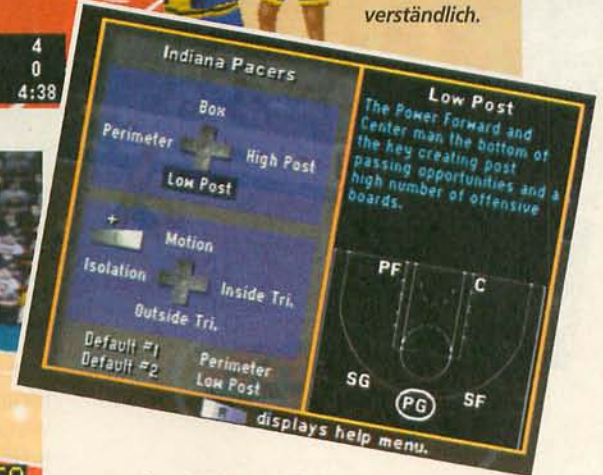 verständlich.
4
0
4:38
Indiana Pacers
Box
Perimeter
High Post
Low Post
+
Motion
Isolation
Inside Tri.
Outside Tri.
Default #1
Perimeter
Default #2
Low Post
Low Post
The Power Forward and
Center man the bottom of
the key creating post
passing opportunities and a
high number of offensive
boards.
PF
C
SG
PG
SF
R displays help menu.